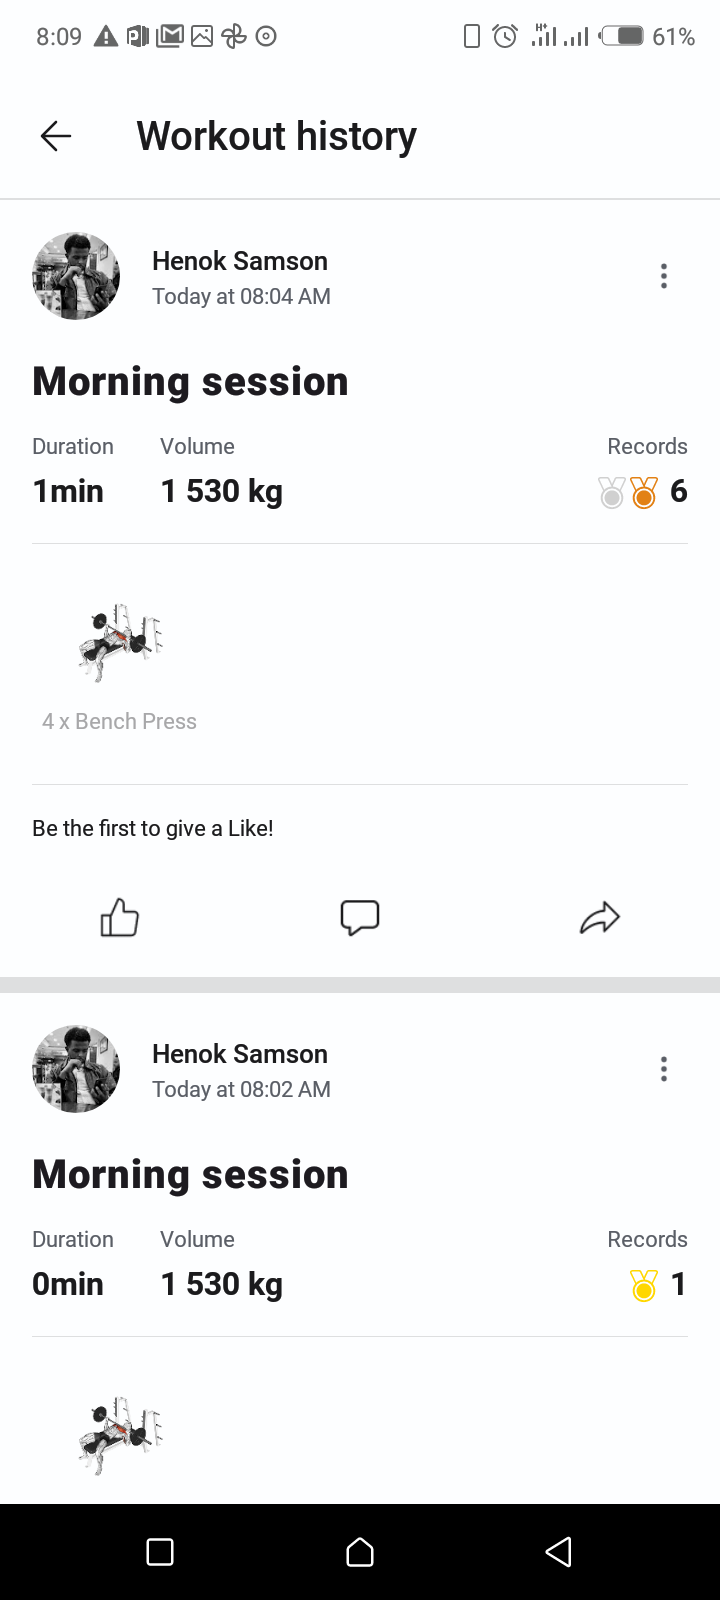 8:09
H+
61%
Workout history
Henok Samson
Today at 08:04 AM
Morning session
Duration Volume Records
1min 1 530 kg 6
4 x Bench Press
Be the first to give a Like!
Henok Samson
Today at 08:02 AM
Morning session
Duration Volume Records
0min 1 530 kg 1